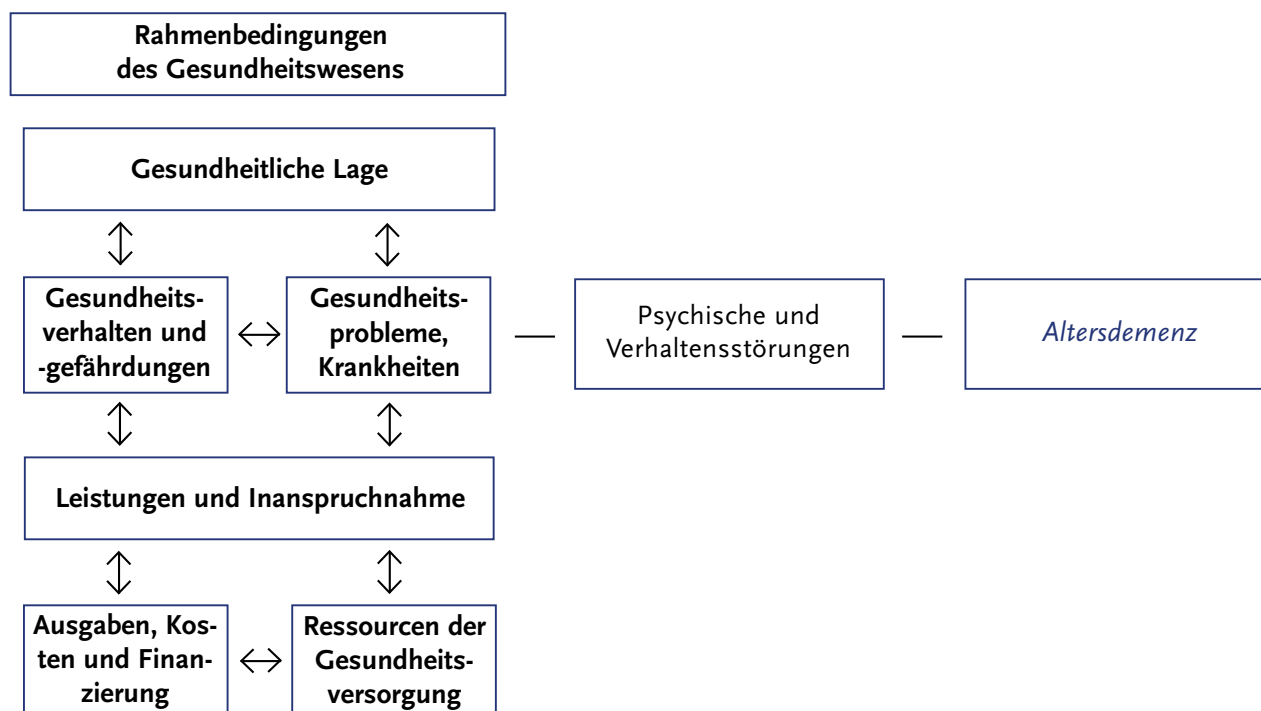 Rahmenbedingungen
des Gesundheitswesens
Gesundheitliche Lage
Gesundheits-
verhalten und
-gefährdungen
Gesundheits-
probleme,
Krankheiten
Psychische und
Verhaltensstörungen
Altersdemenz
Leistungen und Inanspruchnahme
Ausgaben, Kos-
ten und Finan-
zierung
Ressourcen der
Gesundheits-
versorgung